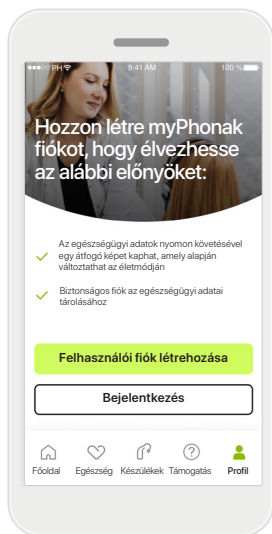 PH
9:41 AM
100 %
Hozzon létre myPhonak
fiókot, hogy élvezhesse
az alábbi előnyöket:
Az egészségügyi adatok nyomon követésével
egy átfogó képet kaphat, amely alapján
változtathat az életmódján
Biztonságos fiók az egészségügyi adatai
tárolásához
Felhasználói fiók létrehozása
Bejelentkezés
Főoldal Egészség Készülékek Támogatás Profil